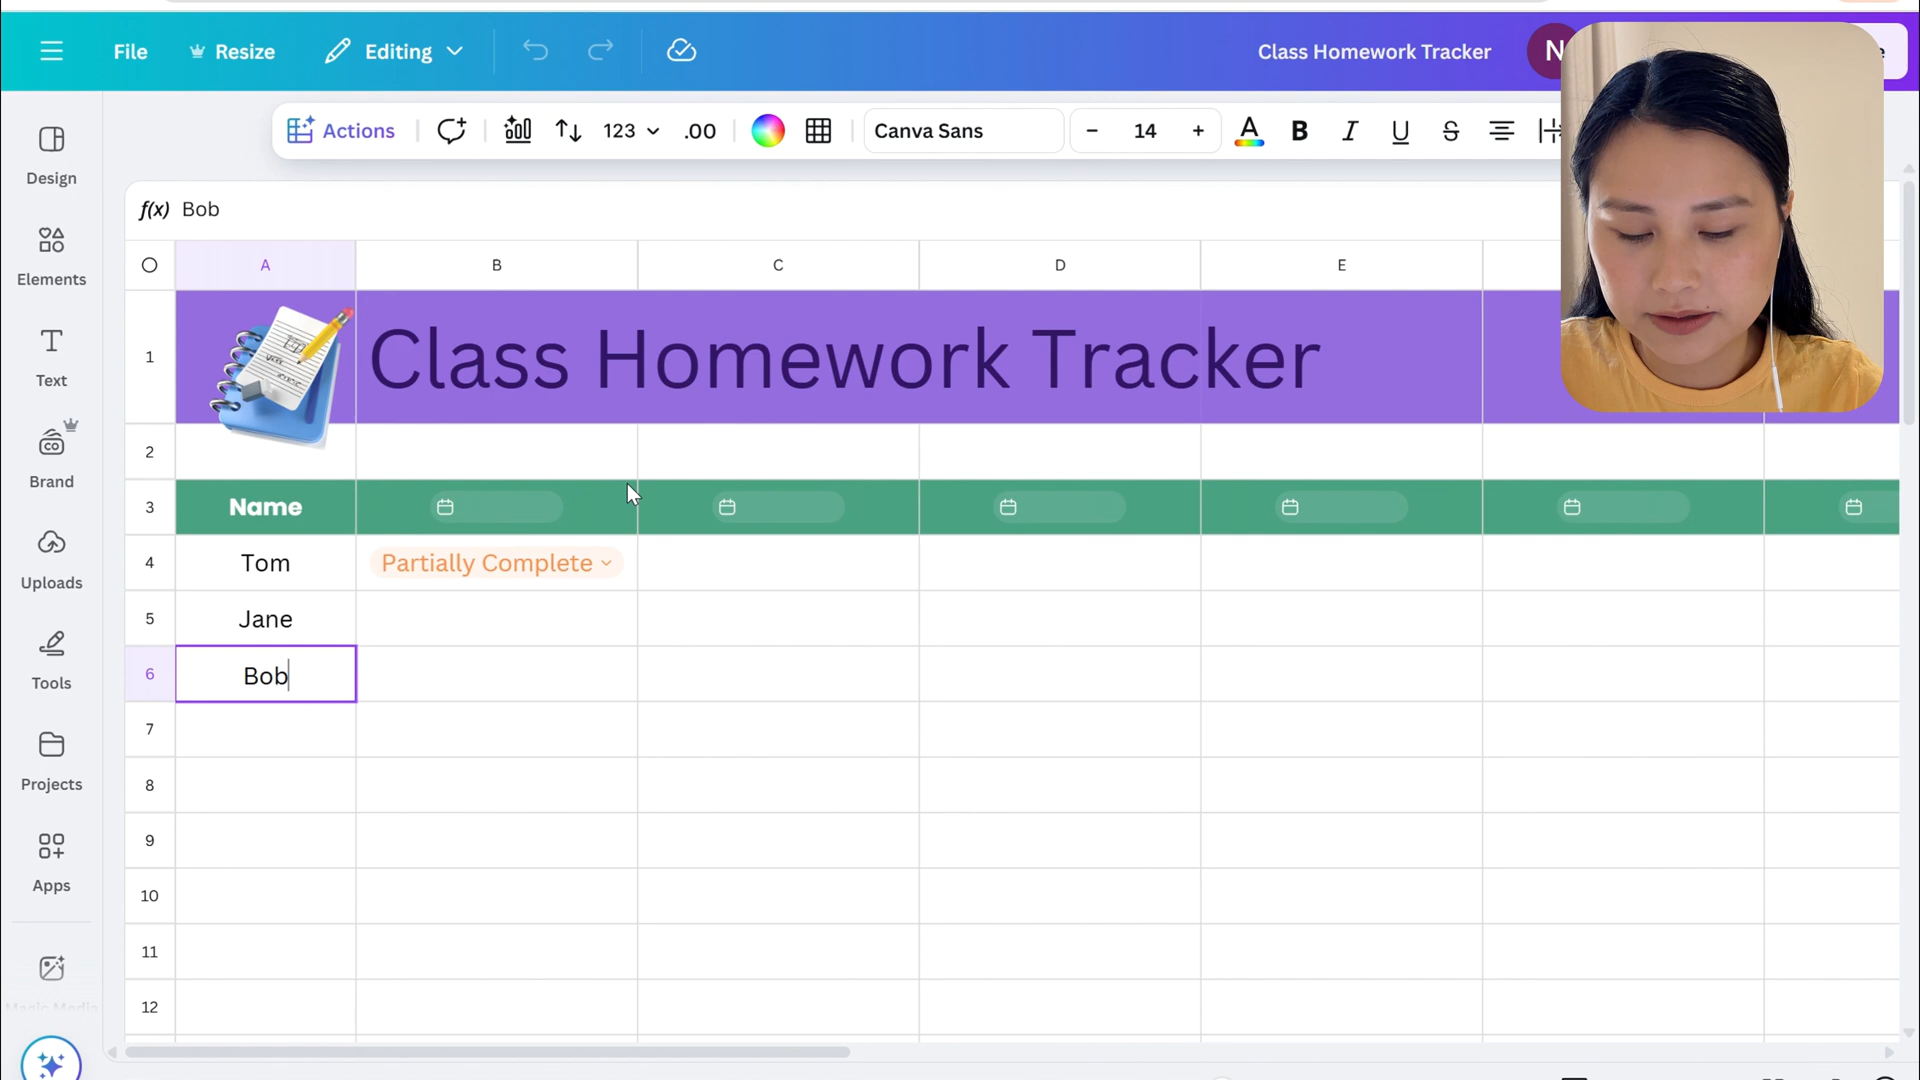 File Resize Editing Class Homework Tracker N
Actions 123 .00 Canva Sans – 14 + A B I U S
f(x) Bob
A B C D E
1 Class Homework Tracker
2
3 Name
4 Tom Partially Complete
5 Jane
6 Bob
7
8
9
10
11
12
Design
Elements
Text
Brand
Uploads
Tools
Projects
Apps
Magic Media